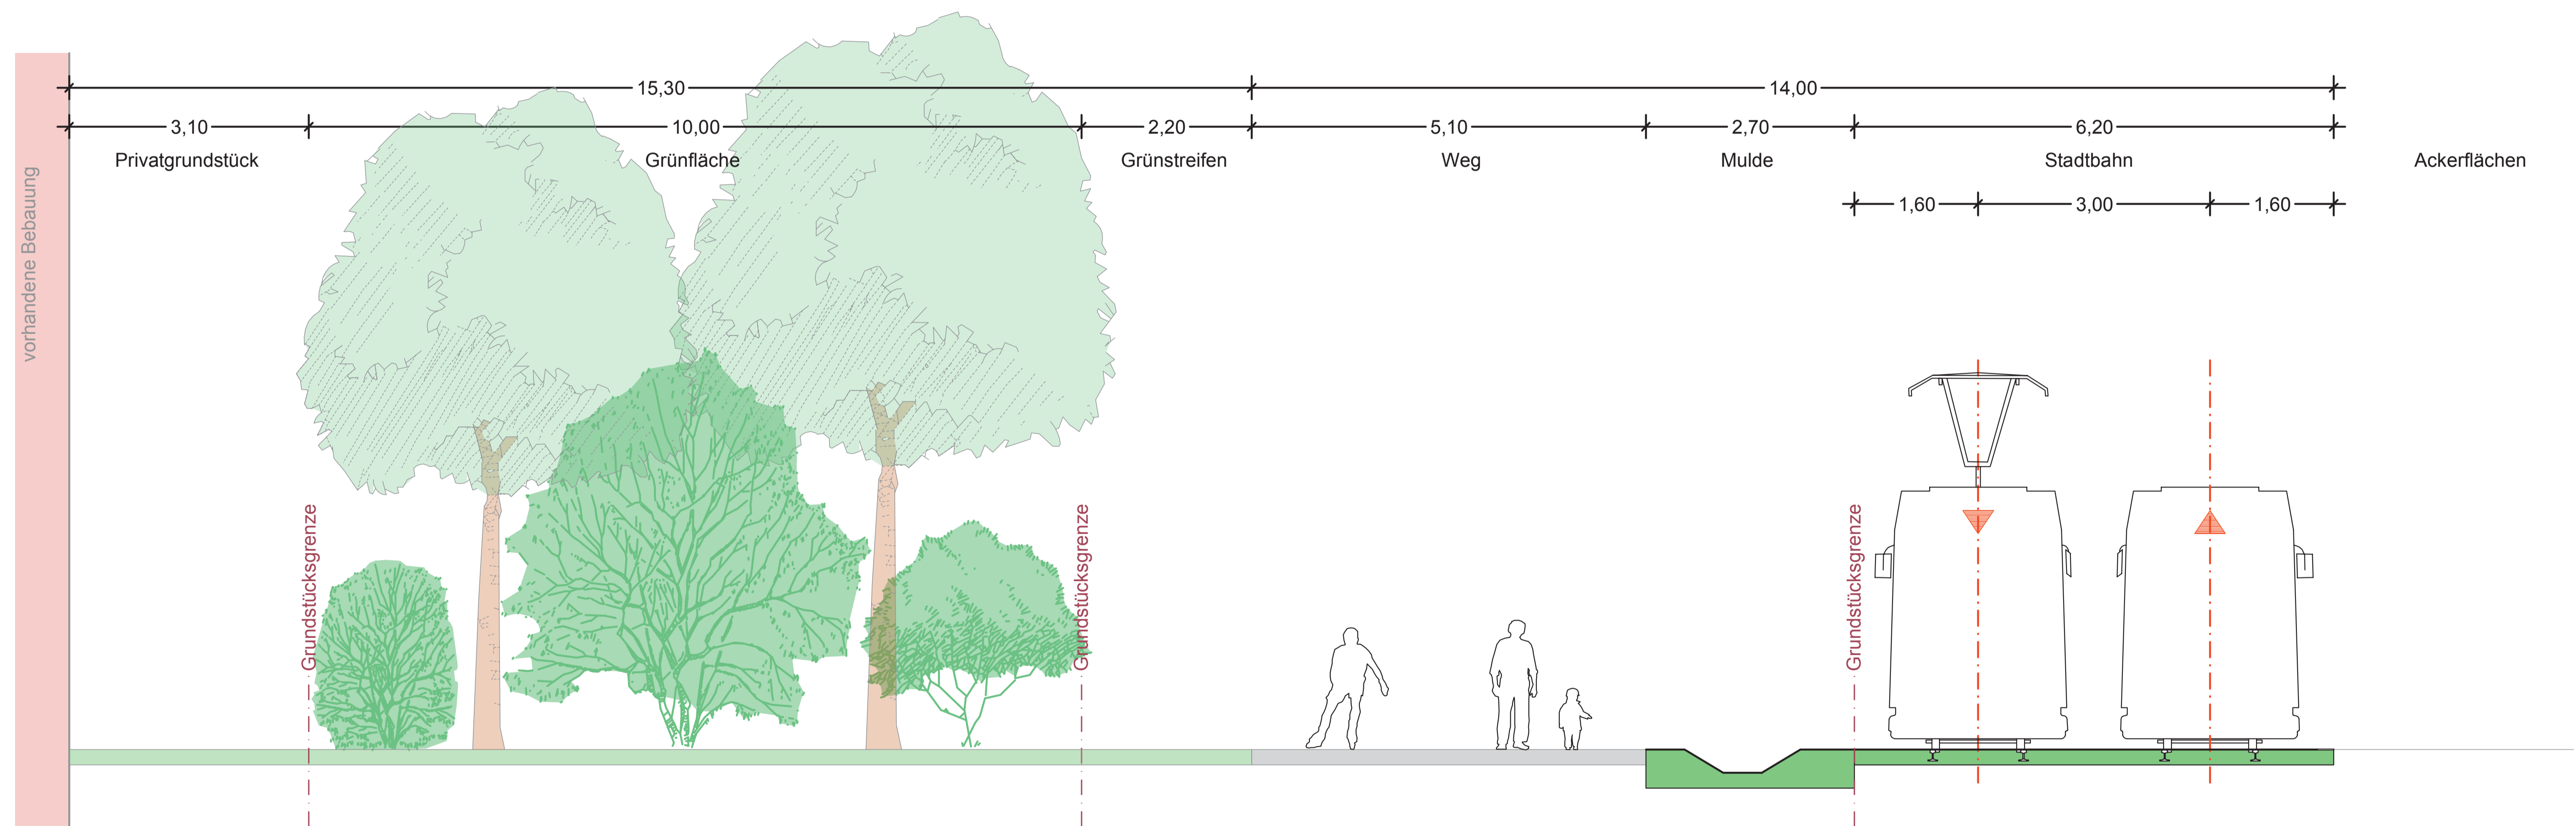 15,30
14,00
3,10
10,00
2,20
5,10
2,70
6,20
Privatgrundstück
Grünfläche
Grünstreifen
Weg
Mulde
Stadtbahn
Ackerflächen
1,60
3,00
1,60
vorhandene Bebauung
Grundstücksgrenze
Grundstücksgrenze
Grundstücksgrenze